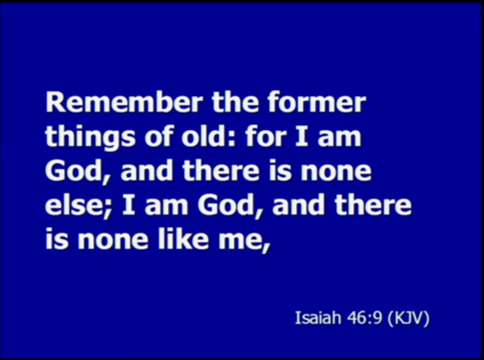 Remember the former
things of old: for I am
God, and there is none
else; I am God, and there
is none like me,
Isaiah 46:9 (KJV)